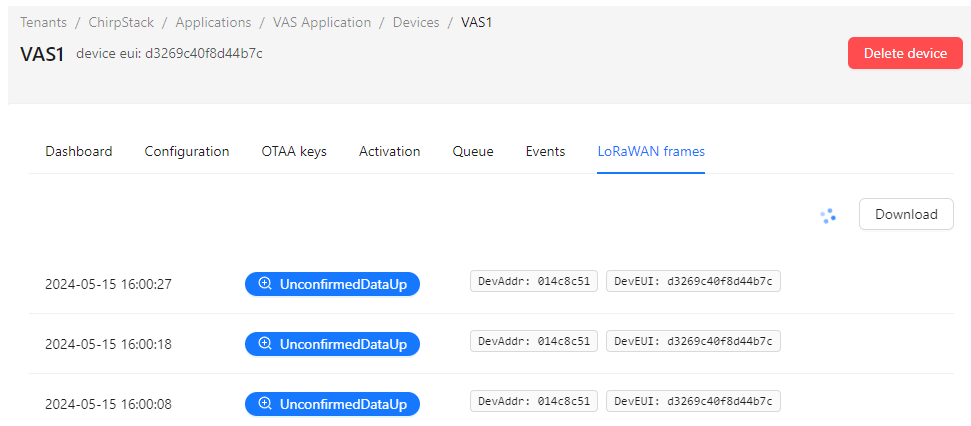 Tenants / ChirpStack / Applications / VAS Application / Devices / VAS1
VAS1 device eui: d3269c40f8d44b7c
Delete device
Dashboard Configuration OTAA keys Activation Queue Events LoRaWAN frames
Download
2024-05-15 16:00:27 UnconfirmedDataUp DevAddr: 014c8c51 DevEUI: d3269c40f8d44b7c
2024-05-15 16:00:18 UnconfirmedDataUp DevAddr: 014c8c51 DevEUI: d3269c40f8d44b7c
2024-05-15 16:00:08 UnconfirmedDataUp DevAddr: 014c8c51 DevEUI: d3269c40f8d44b7c